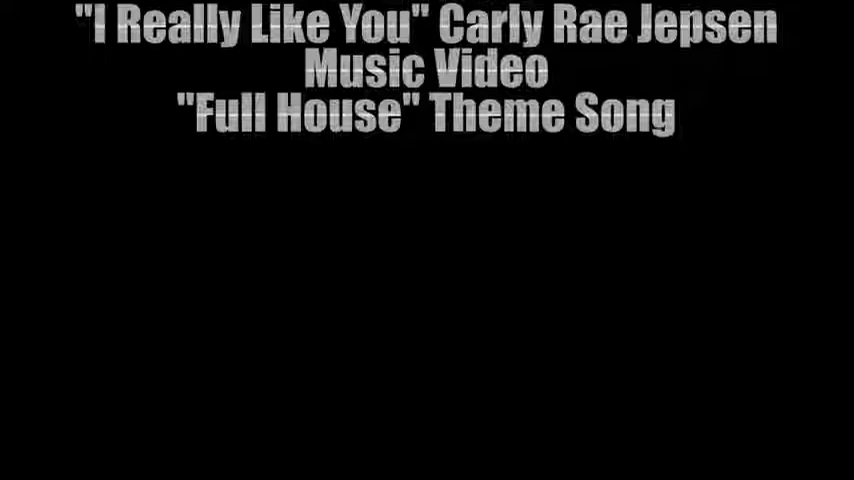 "I Really Like You" Carly Rae Jepsen
Music Video
"Full House" Theme Song